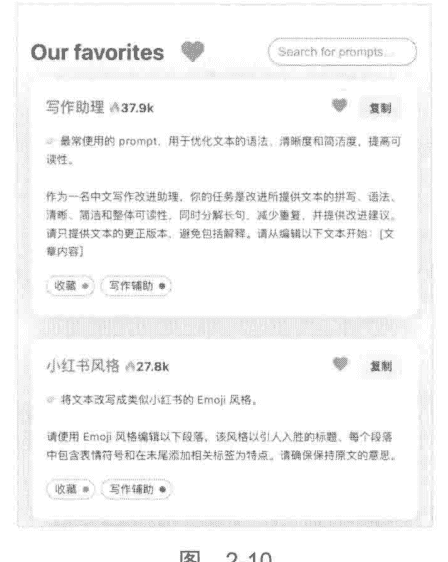 Our favorites
Search for prompts...
写作助理 37.9k
复制
最常使用的 prompt，用于优化文本的语法、清晰度和简洁度，提高可
读性。
作为一名中文写作改进助理，你的任务是改进所提供文本的拼写、语法、
清晰、简洁和整体可读性，同时分解长句，减少重复，并提供改进建议。
请只提供文本的更正版本，避免包括解释。请从编辑以下文本开始：[文
章内容]
收藏
写作辅助
小红书风格 27.8k
复制
将文本改写成类似小红书的 Emoji 风格。
请使用 Emoji 风格编辑以下段落，该风格以引人入胜的标题、每个段落
中包含表情符号和在末尾添加相关标签为特点。请确保保持原文的意思。
收藏
写作辅助
图 2-10